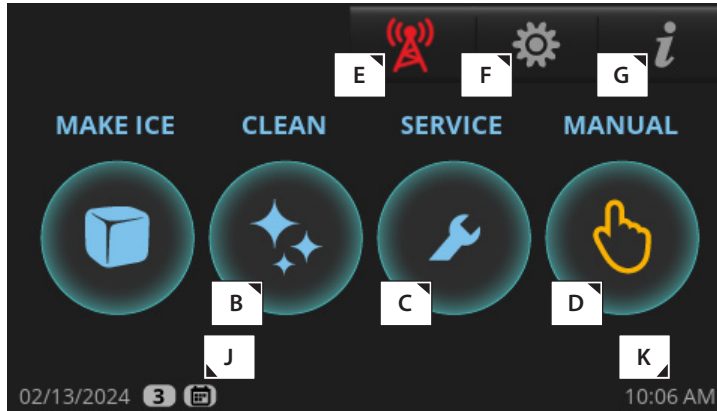 E F G
MAKE ICE CLEAN SERVICE MANUAL
B C D
J K
02/13/2024 3 10:06 AM